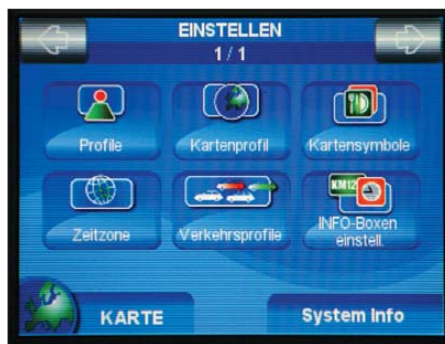 EINSTELLEN
1/1
Profile
Kartenprofil
Kartensymbole
KM12
Zeitzone
Verkehrsprofile
INFO-Boxen
einstell.
KARTE
System Info